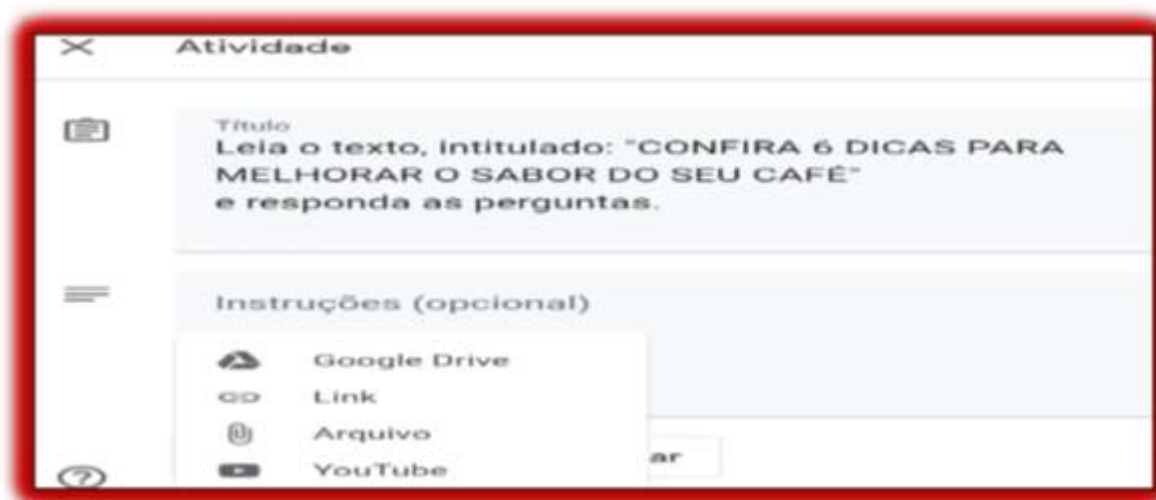 Atividade
Título
Leia o texto, intitulado: "CONFIRA 6 DICAS PARA
MELHORAR O SABOR DO SEU CAFÉ"
e responda as perguntas.
Instruções (opcional)
Google Drive
Link
Arquivo
ar
YouTube